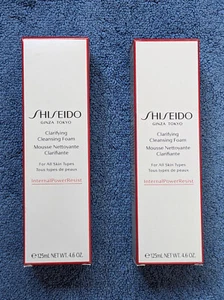 SHISEIDO
GINZA TOKYO
Clarifying
Cleansing Foam
Mousse Nettoyante
Clarifiante
For All Skin Types
Tous types de peaux
InternalPowerResist
℮125mL NET WT. 4.6 OZ.
SHISEIDO
GINZA TOKYO
Clarifying
Cleansing Foam
Mousse Nettoyante
Clarifiante
For All Skin Types
Tous types de peaux
InternalPowerResist
℮125mL NET WT. 4.6 OZ.